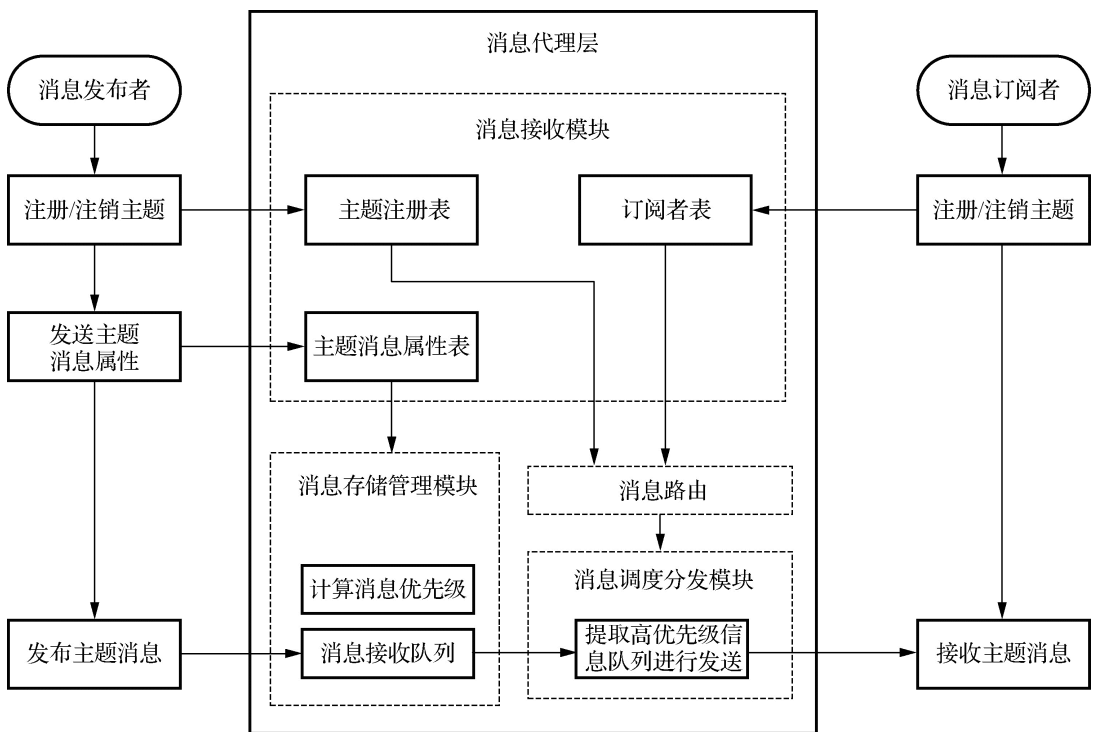 消息代理层
消息发布者
消息订阅者
消息接收模块
注册/注销主题
主题注册表
订阅者表
注册/注销主题
发送主题
消息属性
主题消息属性表
消息存储管理模块
消息路由
计算消息优先级
消息调度分发模块
发布主题消息
消息接收队列
提取高优先级信
息队列进行发送
接收主题消息